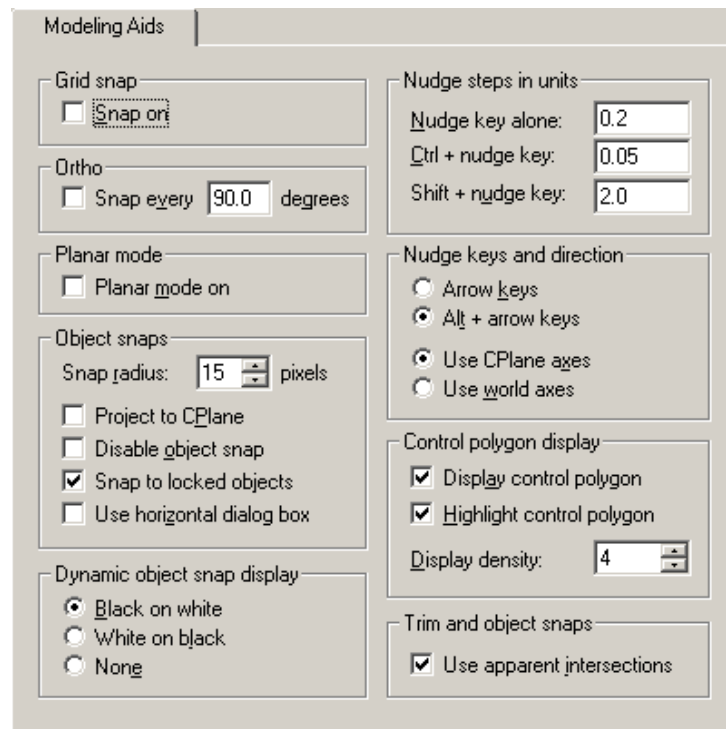 Modeling Aids
Grid snap
Snap on
Ortho
Snap every 90.0 degrees
Planar mode
Planar mode on
Object snaps
Snap radius: 15 pixels
Project to CPlane
Disable object snap
Snap to locked objects
Use horizontal dialog box
Dynamic object snap display
Black on white
White on black
None
Nudge steps in units
Nudge key alone: 0.2
Ctrl + nudge key: 0.05
Shift + nudge key: 2.0
Nudge keys and direction
Arrow keys
Alt + arrow keys
Use CPlane axes
Use world axes
Control polygon display
Display control polygon
Highlight control polygon
Display density: 4
Trim and object snaps
Use apparent intersections